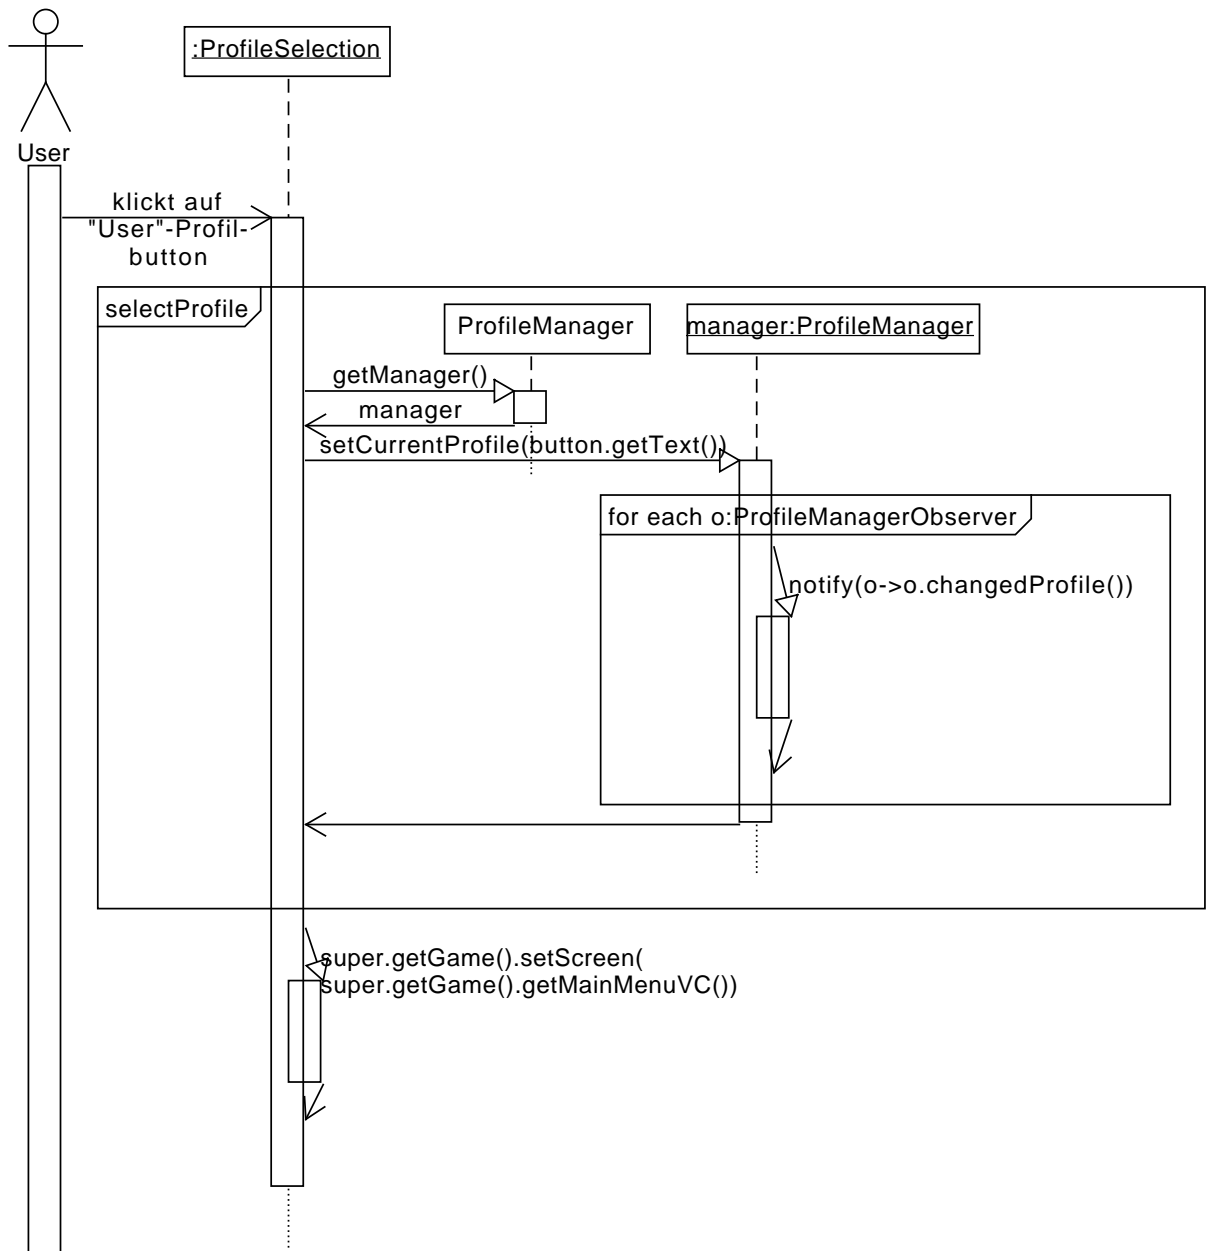 :ProfileSelection
User
klickt auf
"User"-Profil-
button
selectProfile
ProfileManager
manager:ProfileManager
getManager()
manager
setCurrentProfile(button.getText())
for each o:ProfileManagerObserver
notify(o->o.changedProfile())
super.getGame().setScreen(
super.getGame().getMainMenuVC())